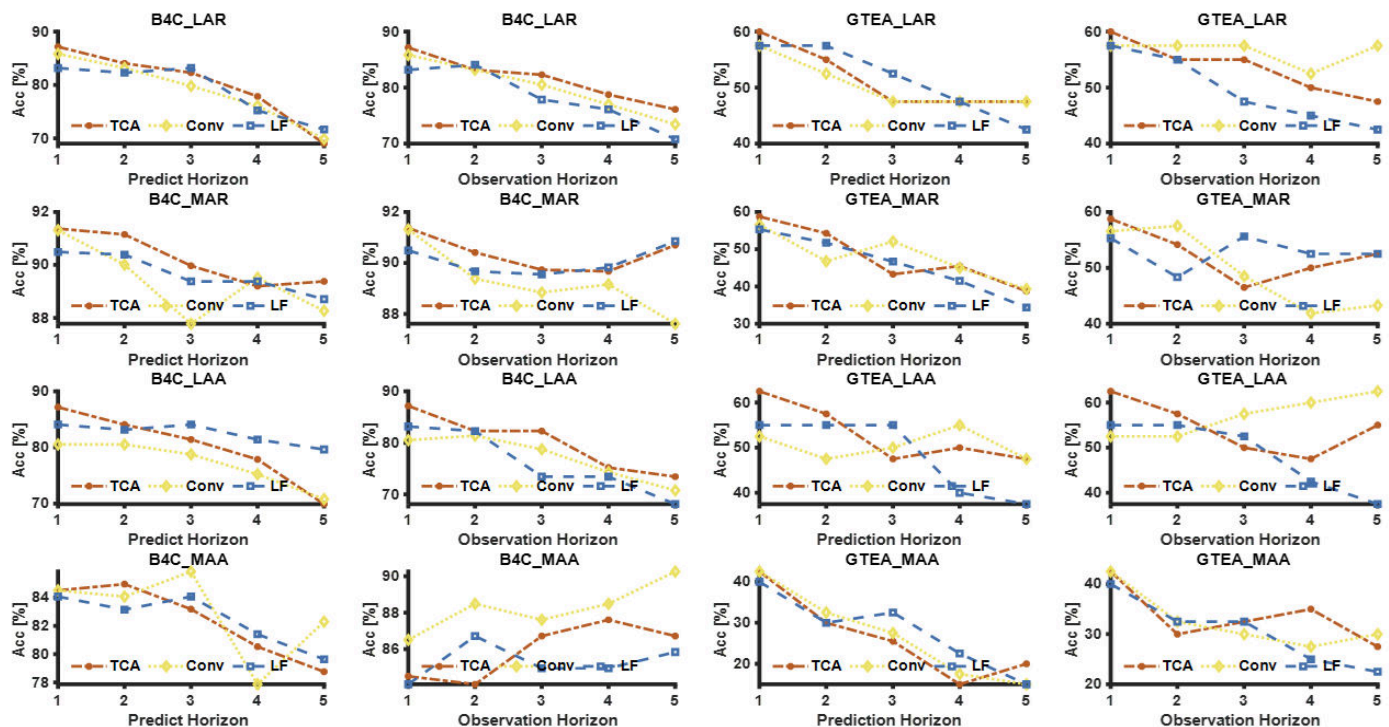 B4C_LAR
Acc [%]
90
80
70
TCA Conv LF
1 2 3 4 5
Predict Horizon
B4C_LAR
Acc [%]
90
80
70
TCA Conv LF
1 2 3 4 5
Observation Horizon
GTEA_LAR
Acc [%]
60
50
40
TCA Conv LF
1 2 3 4 5
Predict Horizon
GTEA_LAR
Acc [%]
60
50
40
TCA Conv LF
1 2 3 4 5
Observation Horizon
B4C_MAR
Acc [%]
92
90
88
TCA Conv LF
1 2 3 4 5
Predict Horizon
B4C_MAR
Acc [%]
92
90
88
TCA Conv LF
1 2 3 4 5
Observation Horizon
GTEA_MAR
Acc [%]
60
50
40
30
TCA Conv LF
1 2 3 4 5
Prediction Horizon
GTEA_MAR
Acc [%]
60
50
40
TCA Conv LF
1 2 3 4 5
Observation Horizon
B4C_LAA
Acc [%]
90
80
70
TCA Conv LF
1 2 3 4 5
Predict Horizon
B4C_LAA
Acc [%]
90
80
70
TCA Conv LF
1 2 3 4 5
Observation Horizon
GTEA_LAA
Acc [%]
60
50
40
TCA Conv LF
1 2 3 4 5
Prediction Horizon
GTEA_LAA
Acc [%]
60
50
40
TCA Conv LF
1 2 3 4 5
Observation Horizon
B4C_MAA
Acc [%]
84
82
80
78
TCA Conv LF
1 2 3 4 5
Predict Horizon
B4C_MAA
Acc [%]
90
88
86
TCA Conv LF
1 2 3 4 5
Observation Horizon
GTEA_MAA
Acc [%]
40
30
20
TCA Conv LF
1 2 3 4 5
Prediction Horizon
GTEA_MAA
Acc [%]
40
30
20
TCA Conv LF
1 2 3 4 5
Observation Horizon